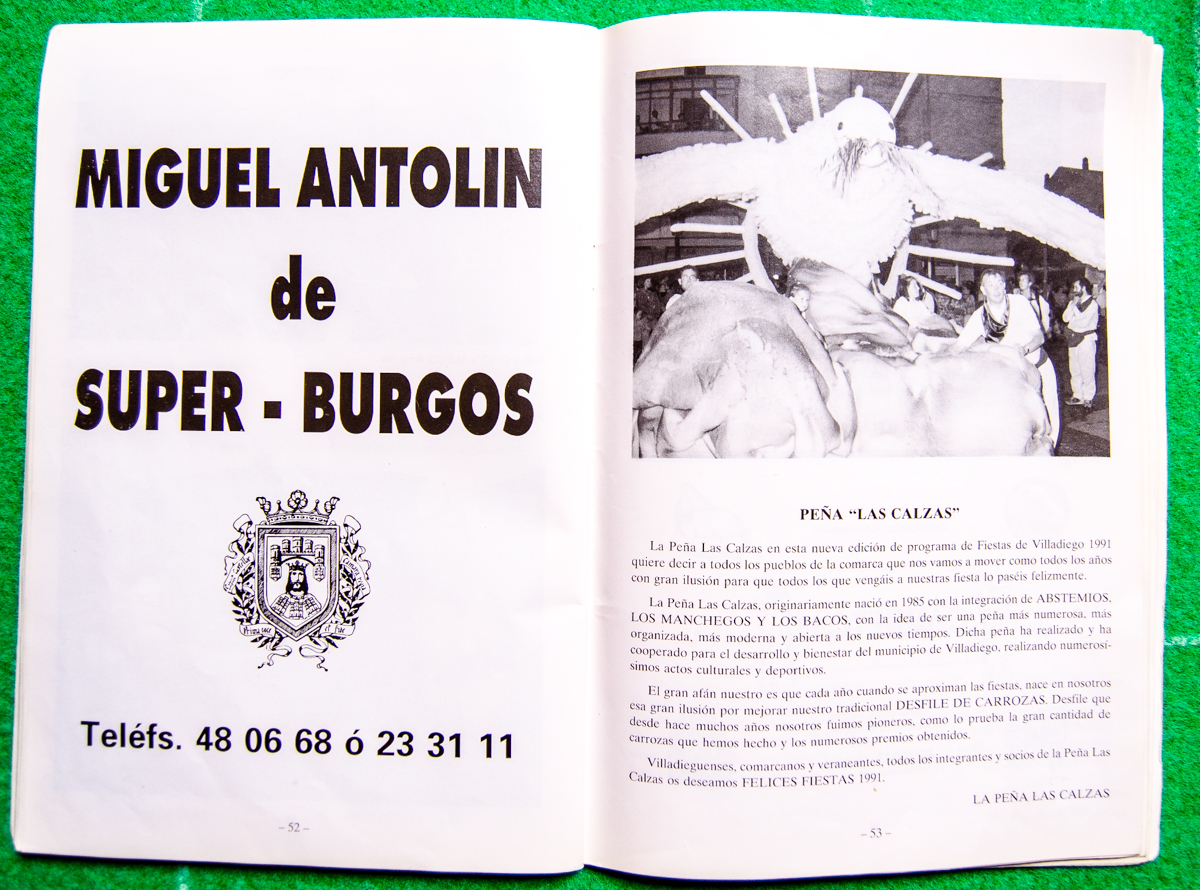 MIGUEL ANTOLIN
de
SUPER - BURGOS
Teléfs. 48 06 68 ó 23 31 11
– 52 –
PEÑA “LAS CALZAS”
La Peña Las Calzas en esta nueva edición de programa de Fiestas de Villadiego 1991
quiere decir a todos los pueblos de la comarca que nos vamos a mover como todos los años
con gran ilusión para que todos los que vengáis a nuestras fiesta lo paséis felizmente.
La Peña Las Calzas, originariamente nació en 1985 con la integración de ABSTEMIOS,
LOS MANCHEGOS Y LOS BACOS, con la idea de ser una peña más numerosa, más
organizada, más moderna y abierta a los nuevos tiempos. Dicha peña ha realizado y ha
cooperado para el desarrollo y bienestar del municipio de Villadiego, realizando numerosí-
simos actos culturales y deportivos.
El gran afán nuestro es que cada año cuando se aproximan las fiestas, nace en nosotros
esa gran ilusión por mejorar nuestro tradicional DESFILE DE CARROZAS. Desfile que
desde hace muchos años nosotros fuimos pioneros, como lo prueba la gran cantidad de
carrozas que hemos hecho y los numerosos premios obtenidos.
Villadieguenses, comarcanos y veraneantes, todos los integrantes y socios de la Peña Las
Calzas os deseamos FELICES FIESTAS 1991.
LA PEÑA LAS CALZAS
– 53 –